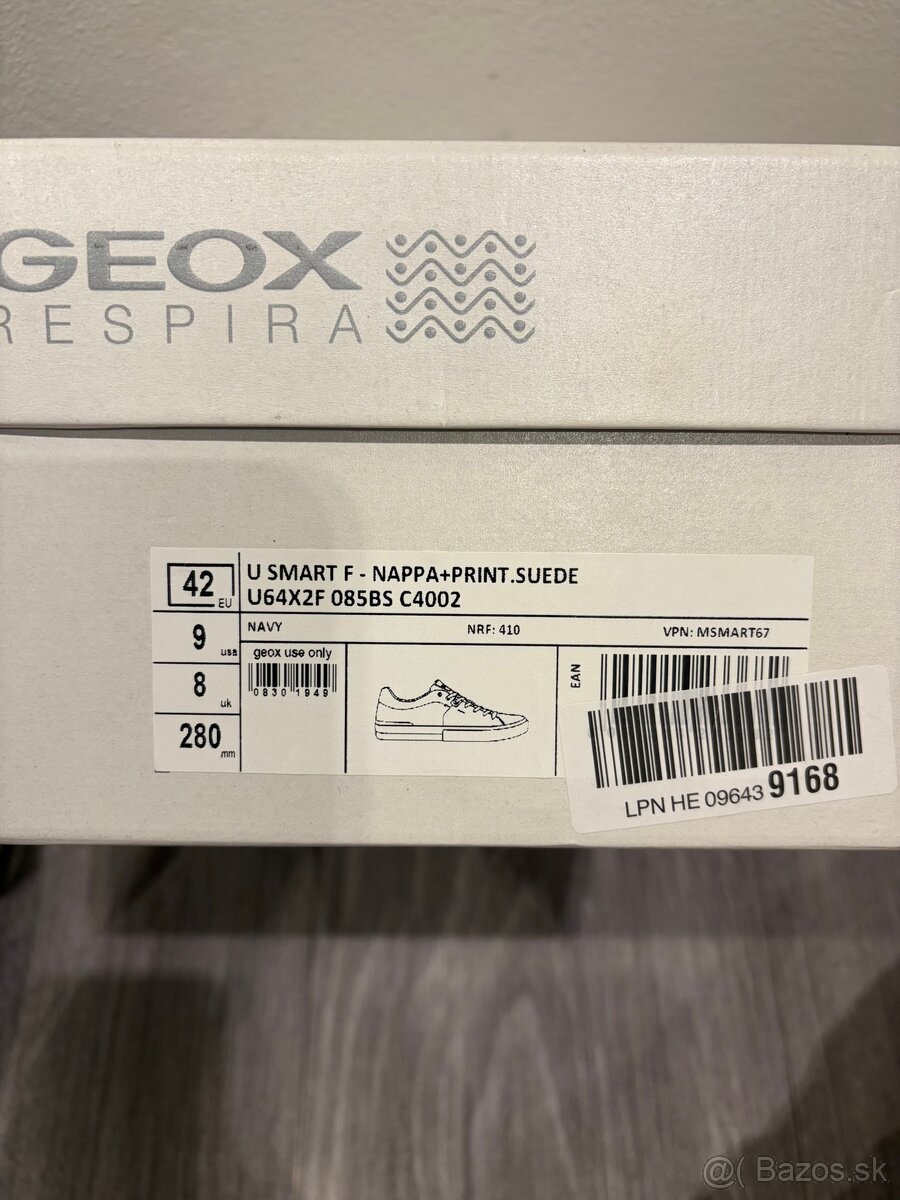 GEOX
RESPIRA
42 EU
U SMART F - NAPPA+PRINT.SUEDE
U64X2F 085BS C4002
9 usa
NAVY NRF: 410 VPN: MSMART67
geox use only
8 uk
0830 1949
EAN
280 mm
LPN HE 09643 9168
@( Bazos.sk